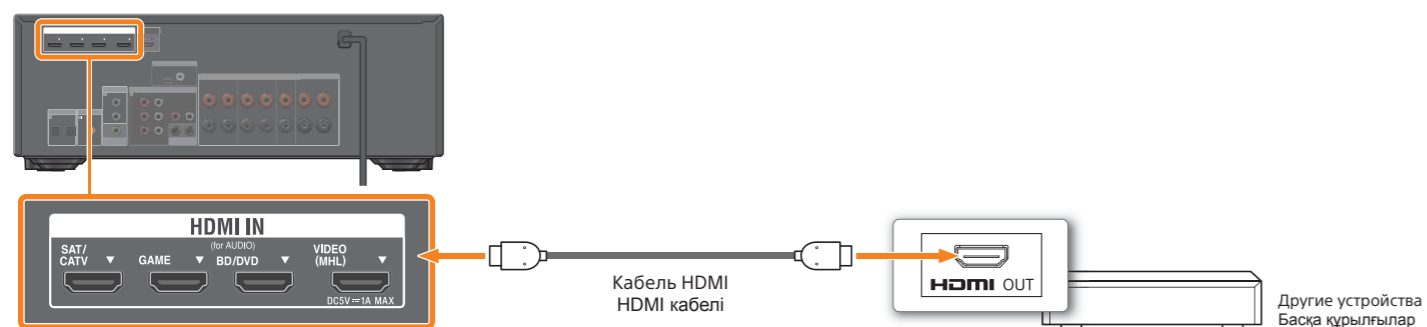 HDMI IN
(for AUDIO)
SAT/
CATV ▼
GAME ▼
BD/DVD ▼
VIDEO
(MHL) ▼
DC5V⎓1A MAX
Кабель HDMI
HDMI кабелі
HDMI OUT
Другие устройства
Басқа құрылғылар